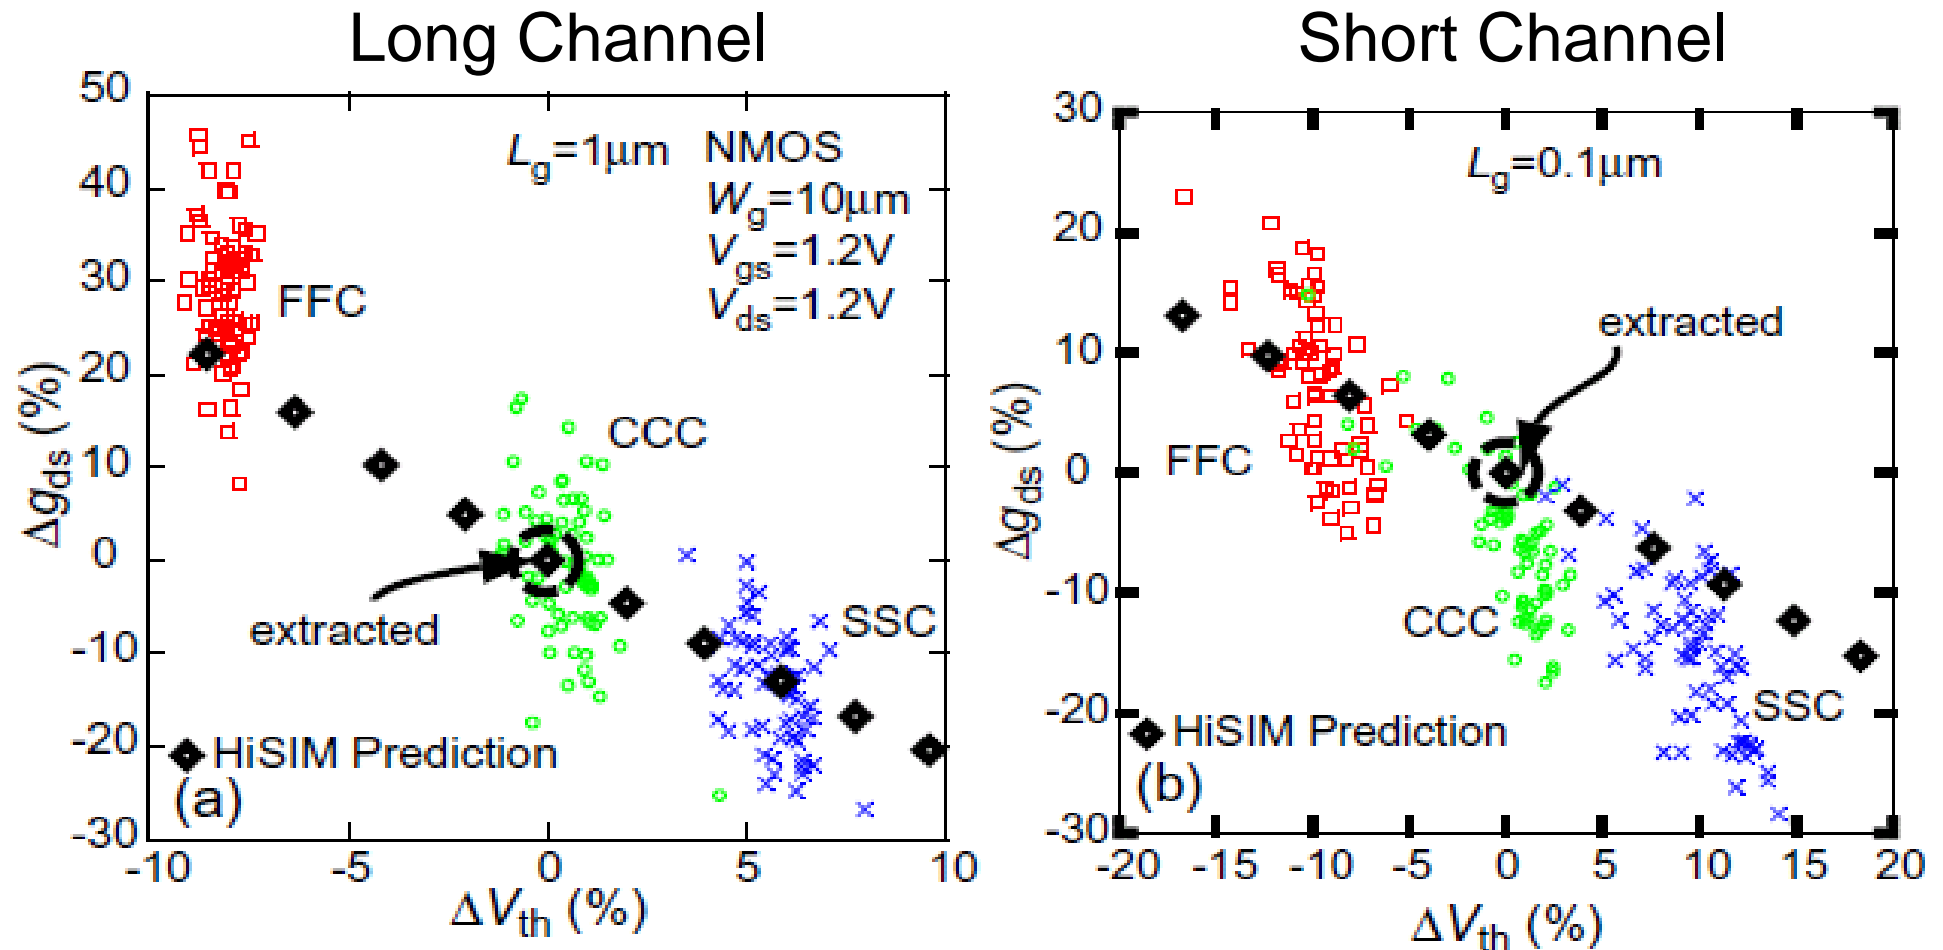 Long Channel
50
40
30
20
10
0
-10
-20
-30
-10
-5
0
5
10
Δgds (%)
ΔVth (%)
Lg=1μm
NMOS
Wg=10μm
Vgs=1.2V
Vds=1.2V
FFC
CCC
SSC
extracted
HiSIM Prediction
(a)
Short Channel
30
20
10
0
-10
-20
-30
-20
-15
-10
-5
0
5
10
15
20
Δgds (%)
ΔVth (%)
Lg=0.1μm
extracted
FFC
CCC
SSC
HiSIM Prediction
(b)